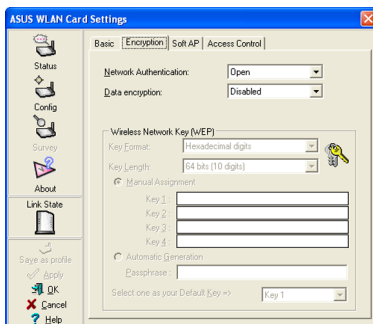 ASUS WLAN Card Settings
Status
Config
Survey
About
Link State
Save as profile
Apply
OK
Cancel
Help
Basic Encryption Soft AP Access Control
Network Authentication: Open
Data encryption: Disabled
Wireless Network Key (WEP)
Key Format: Hexadecimal digits
Key Length: 64 bits (10 digits)
Manual Assignment
Key 1 :
Key 2 :
Key 3 :
Key 4 :
Automatic Generation
Passphrase :
Select one as your Default Key => Key 1